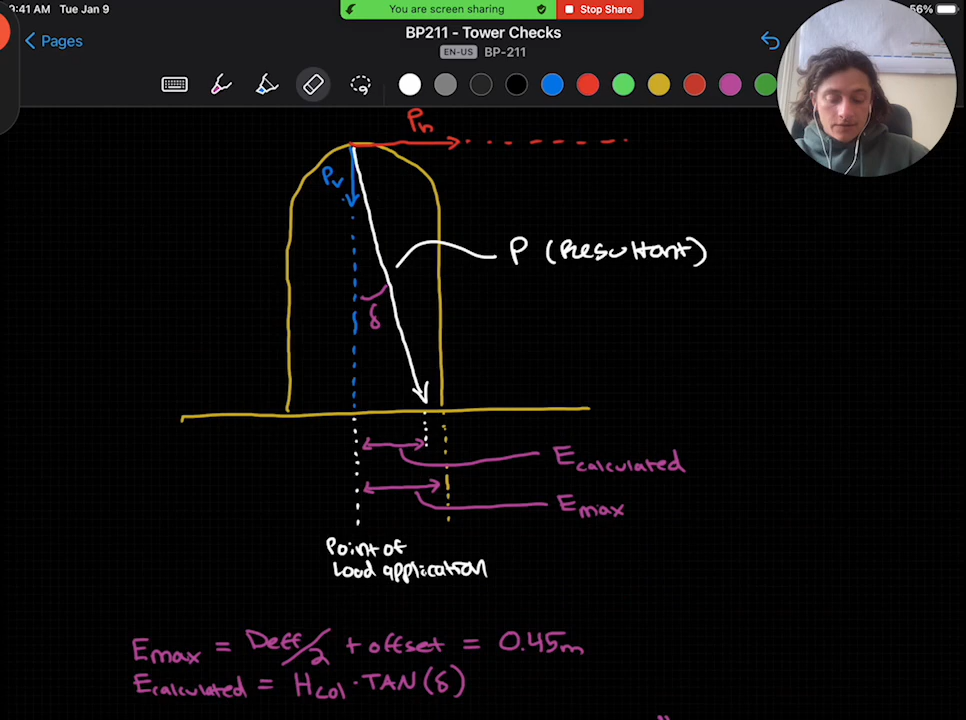 9:41 AM Tue Jan 9
You are screen sharing
Stop Share
56%
Pages
BP211 - Tower Checks
EN-US BP-211
Ph
Pv
P (Resultant)
δ
Ecalculated
Emax
Point of
Load application
Emax = Deff/2 + offset = 0.45m
Ecalculated = Hcol · TAN(δ)